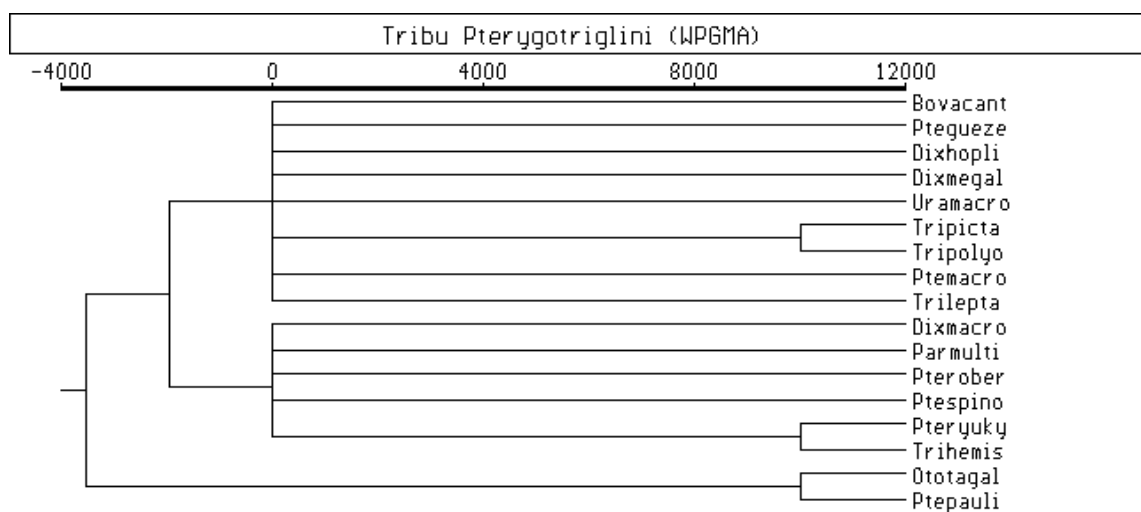 Tribu Pterygotriglini (WPGMA)
-4000 0 4000 8000 12000
Bovacant
Ptegueze
Dixhopli
Dixmegal
Uramacro
Tripicta
Tripolyo
Ptemacro
Trilepta
Dixmacro
Parmulti
Pterober
Ptespino
Pteryuky
Trihemis
Ototagal
Ptepauli